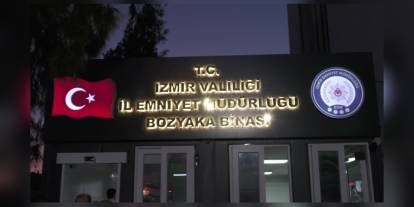 T.C.
İZMİR VALİLİĞİ
İL EMNİYET MÜDÜRLÜĞÜ
BOZYAKA BİNASI